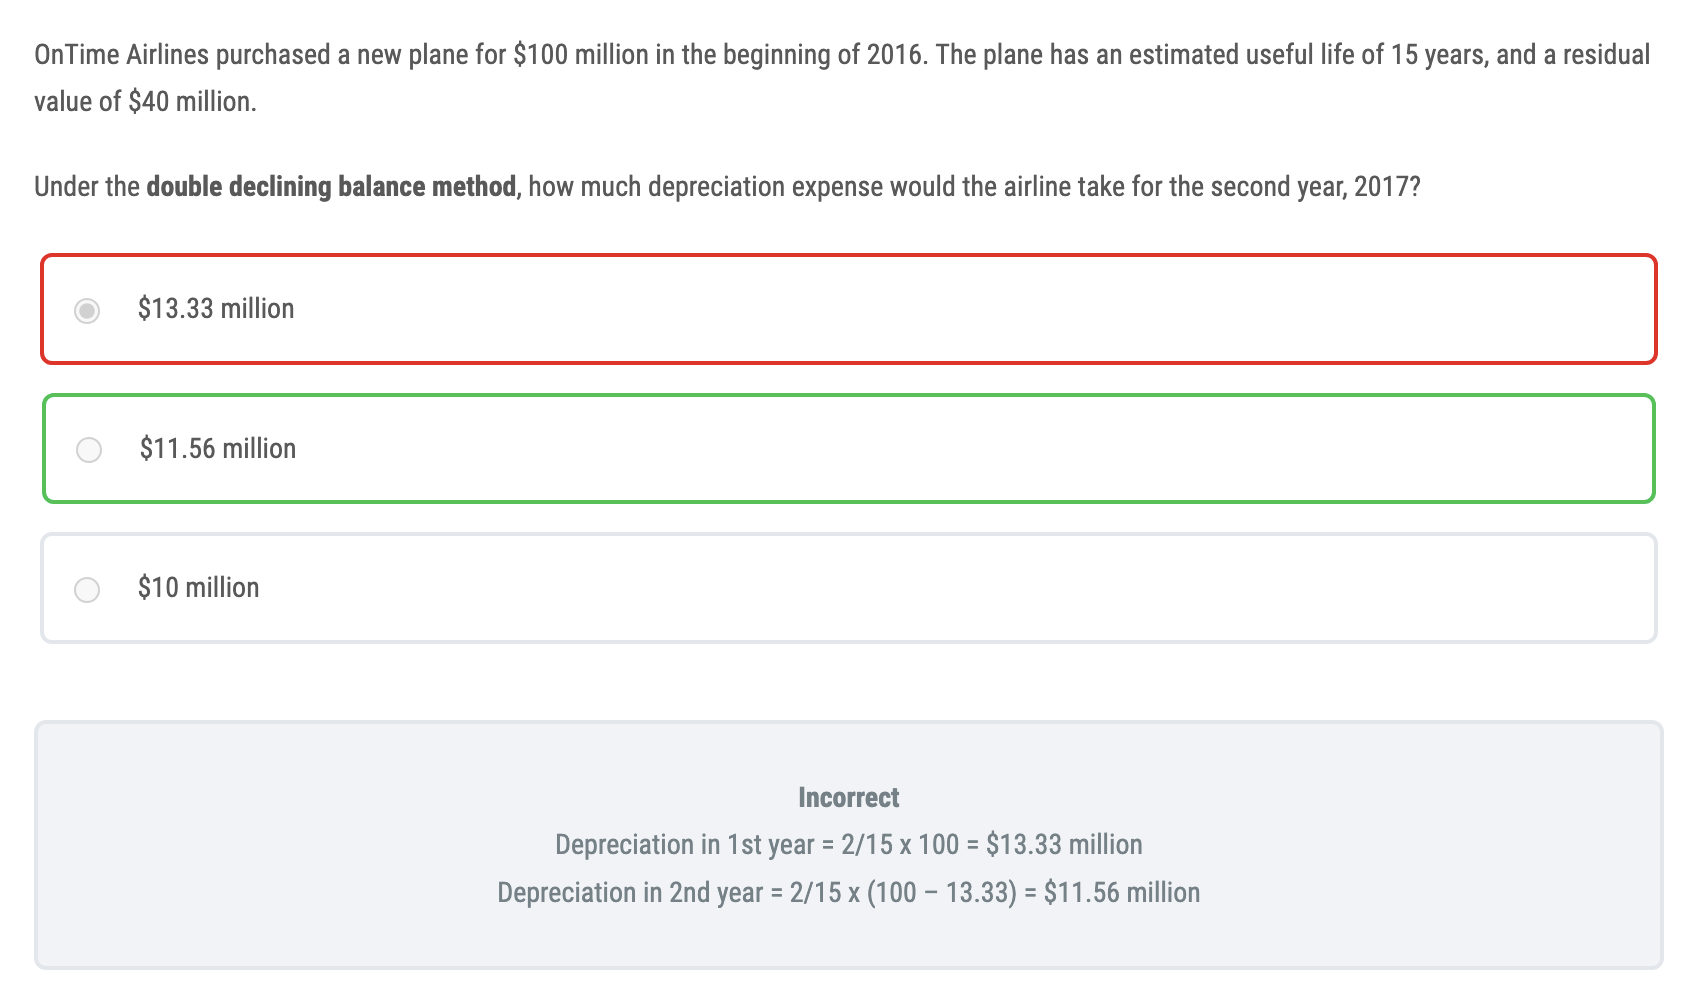 OnTime Airlines purchased a new plane for $100 million in the beginning of 2016. The plane has an estimated useful life of 15 years, and a residual
value of $40 million.
Under the double declining balance method, how much depreciation expense would the airline take for the second year, 2017?
$13.33 million
$11.56 million
$10 million
Incorrect
Depreciation in 1st year = 2/15 x 100 = $13.33 million
Depreciation in 2nd year = 2/15 x (100 – 13.33) = $11.56 million